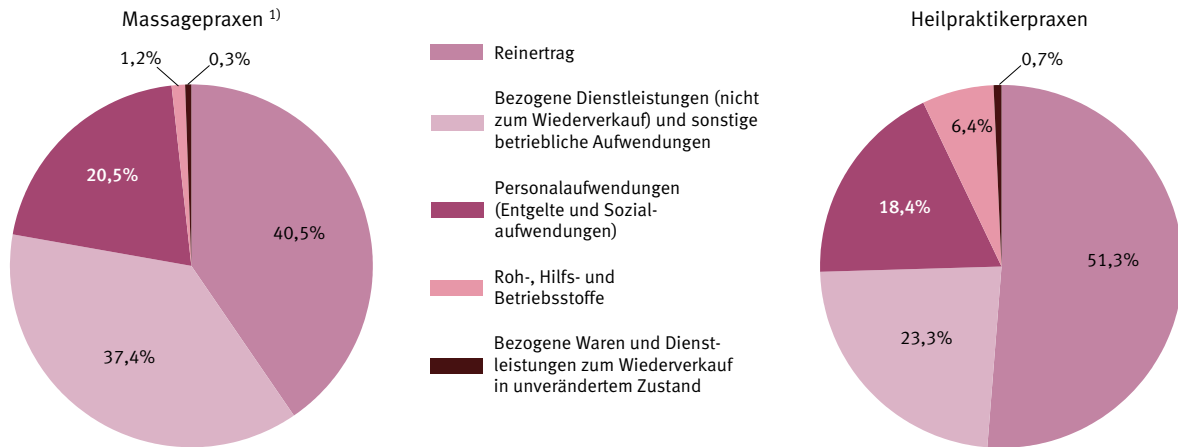 Massagepraxen 1)
1,2%
0,3%
20,5%
40,5%
37,4%
Reinertrag
Bezogene Dienstleistungen (nicht
zum Wiederverkauf) und sonstige
betriebliche Aufwendungen
Personalaufwendungen
(Entgelte und Sozial-
aufwendungen)
Roh-, Hilfs- und
Betriebsstoffe
Bezogene Waren und Dienst-
leistungen zum Wiederverkauf
in unverändertem Zustand
Heilpraktikerpraxen
0,7%
6,4%
18,4%
51,3%
23,3%